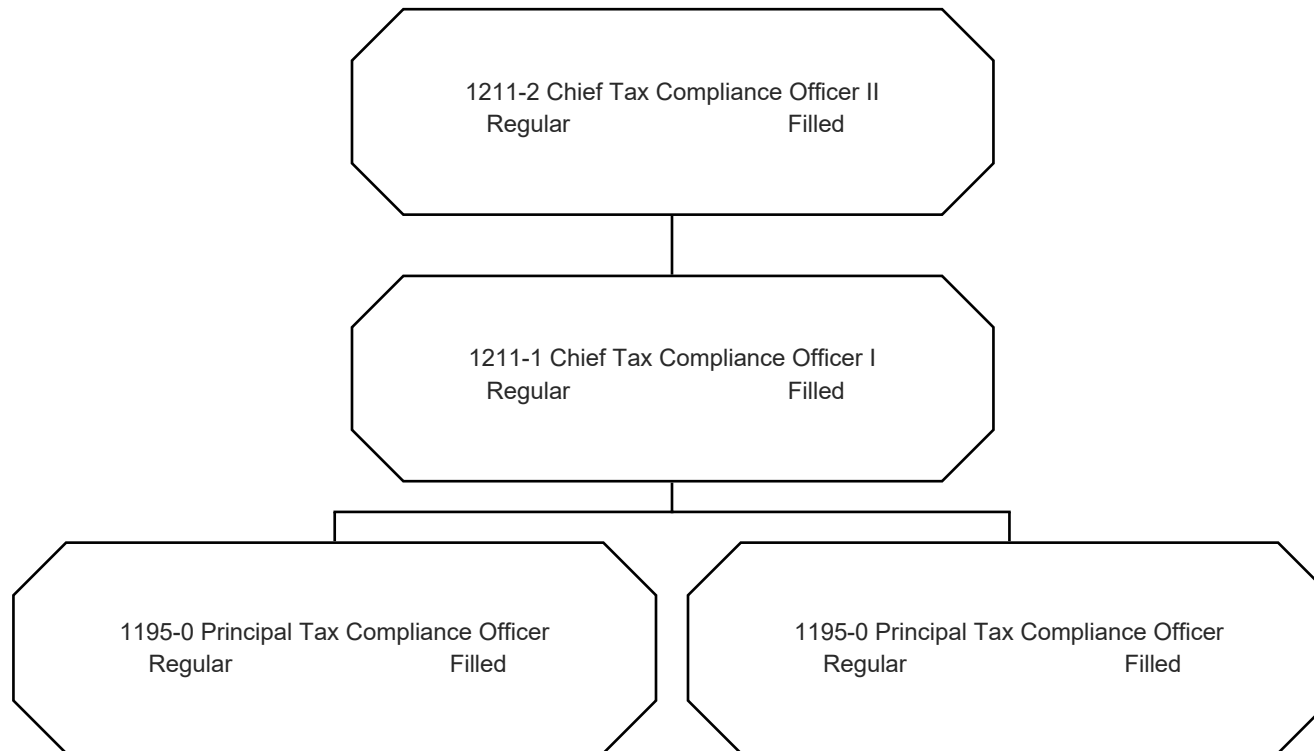 1211-2 Chief Tax Compliance Officer II
Regular Filled
1211-1 Chief Tax Compliance Officer I
Regular Filled
1195-0 Principal Tax Compliance Officer
Regular Filled
1195-0 Principal Tax Compliance Officer
Regular Filled